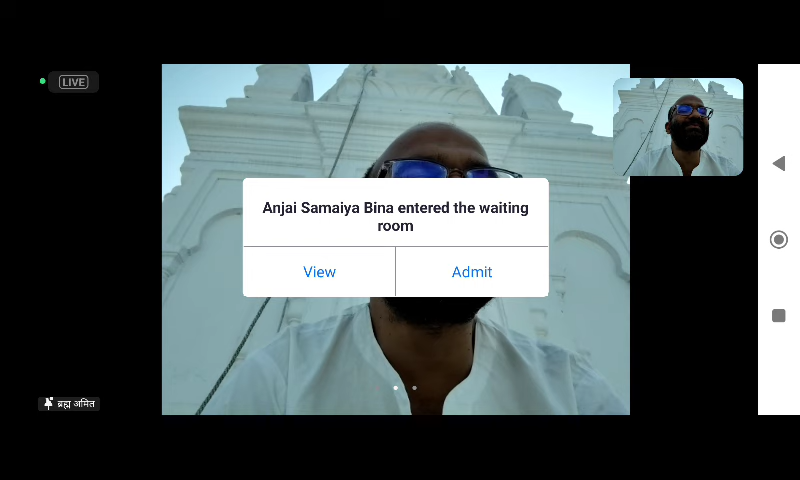 LIVE
Anjai Samaiya Bina entered the waiting
room
View
Admit
ब्रह्म अमित